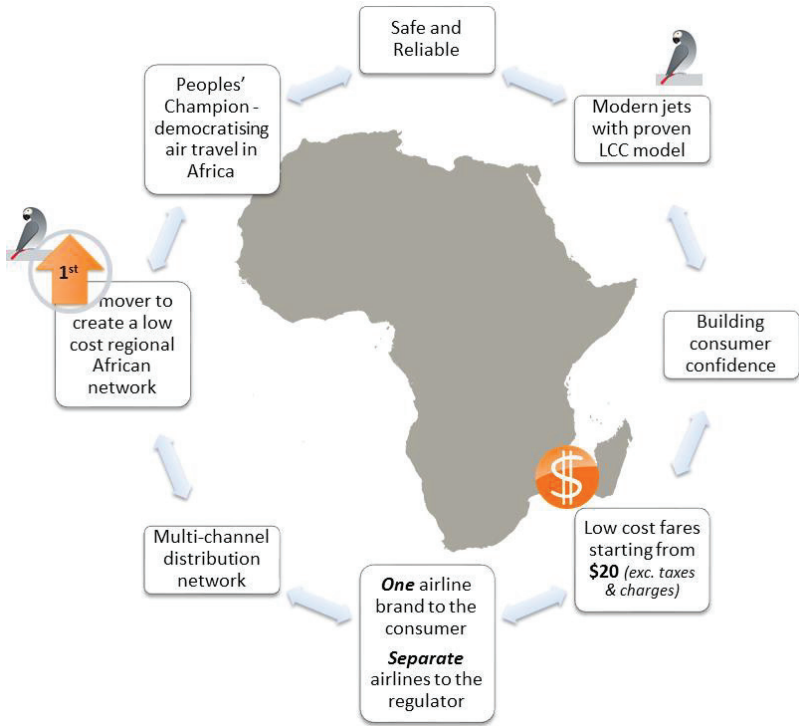 Safe and
Reliable
Modern jets
with proven
LCC model
Building
consumer
confidence
Low cost fares
starting from
$20 (exc. taxes
& charges)
One airline
brand to the
consumer
Separate
airlines to the
regulator
Multi-channel
distribution
network
1st
mover to
create a low
cost regional
African
network
Peoples’
Champion -
democratising
air travel in
Africa
$